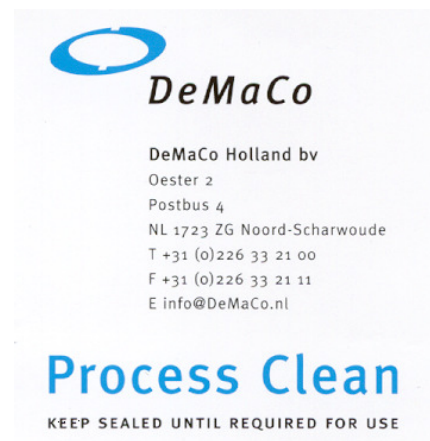 DeMaCo
DeMaCo Holland bv
Oester 2
Postbus 4
NL 1723 ZG Noord-Scharwoude
T +31 (0)226 33 21 00
F +31 (0)226 33 21 11
E info@DeMaCo.nl
Process Clean
KEEP SEALED UNTIL REQUIRED FOR USE